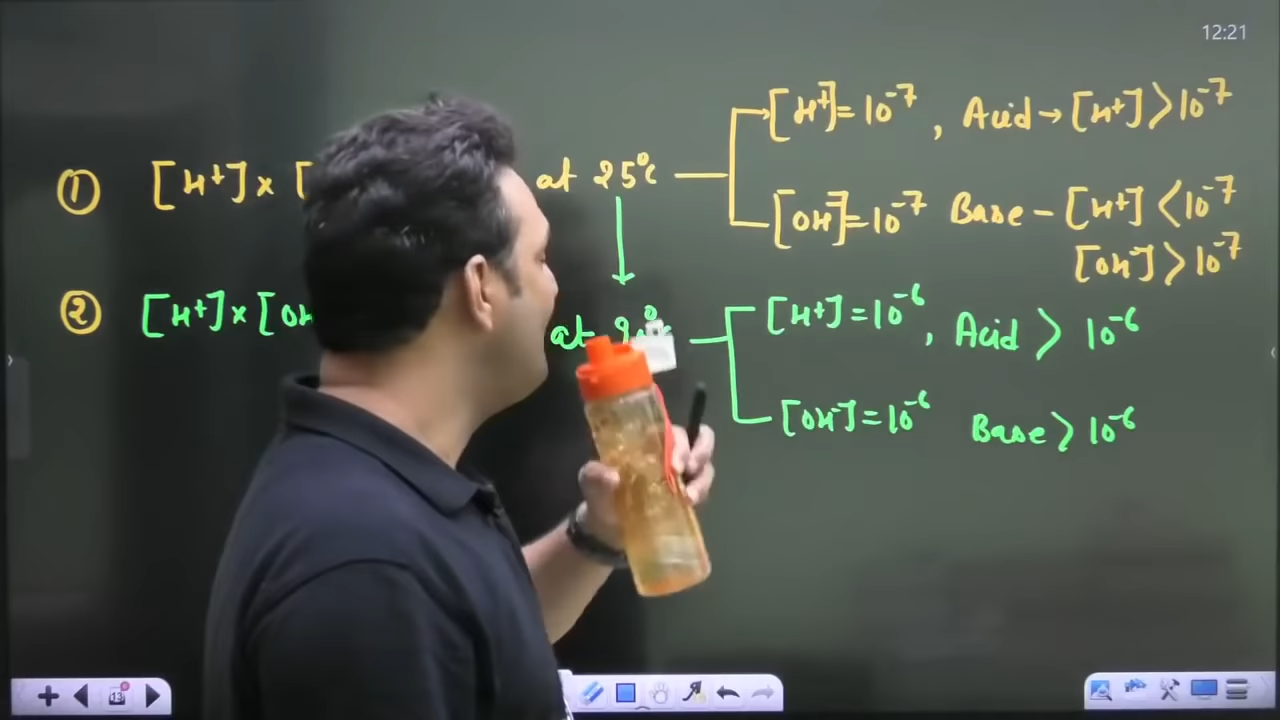 12:21
① [H⁺] × [ at 25°c [H⁺] = 10⁻⁷, Acid → [H⁺] > 10⁻⁷
[OH⁻] = 10⁻⁷ Base - [H⁺] < 10⁻⁷
[OH⁻] > 10⁻⁷
② [H⁺] × [OH at [H⁺] = 10⁻⁶, Acid > 10⁻⁶
[OH⁻] = 10⁻⁶ Base > 10⁻⁶
13